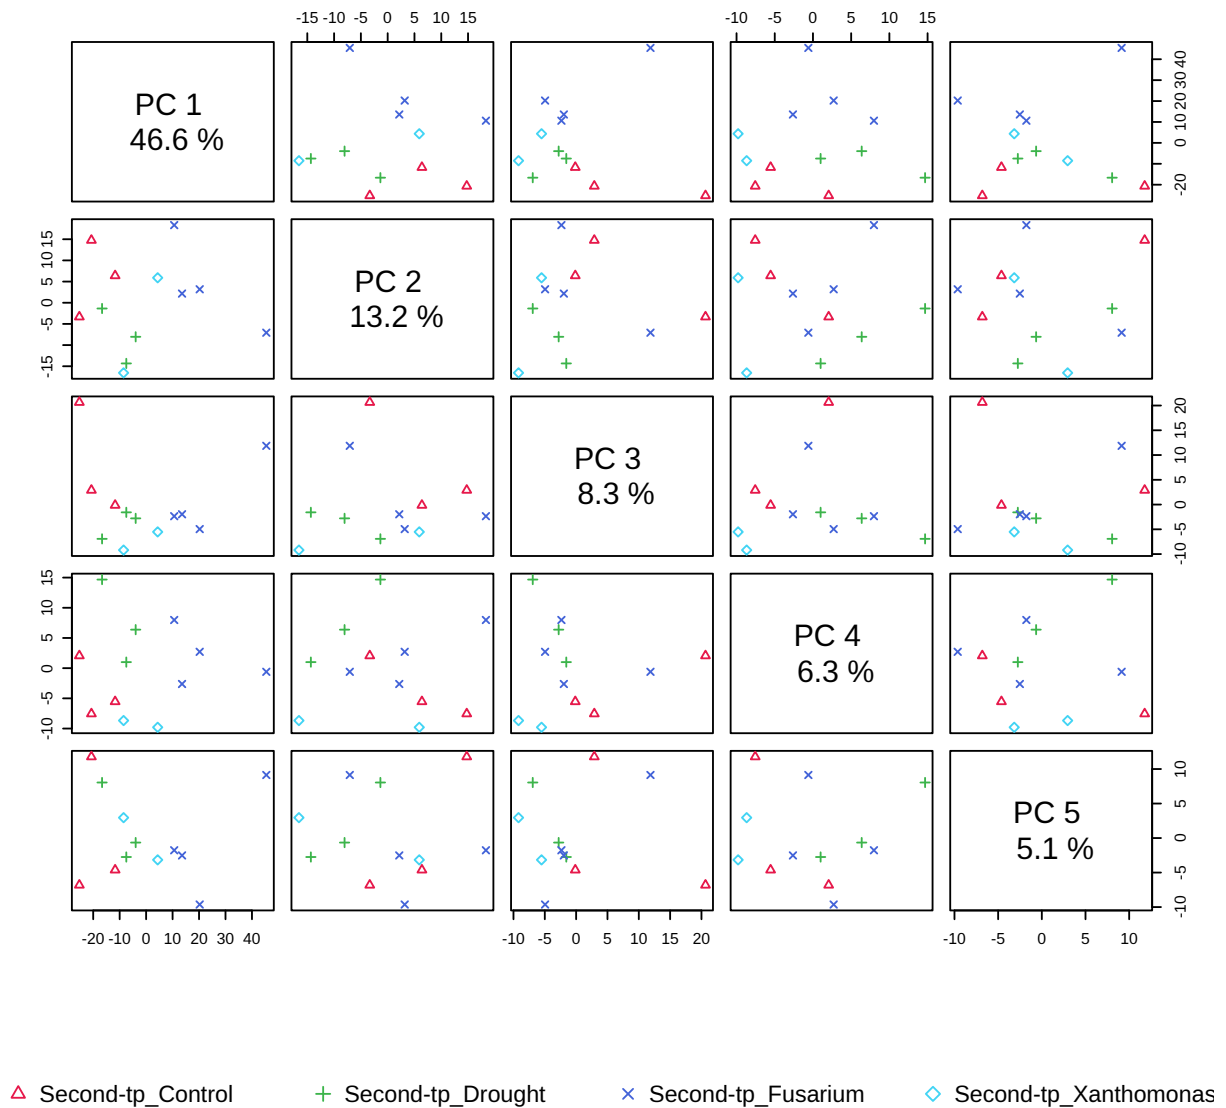 -15 -10 -5 0 5 10 15
-10 0 5 10 15
PC 1
46.6 %
-20 0 10 20 30 40
-15 -5 0 5 10 15
PC 2
13.2 %
PC 3
8.3 %
-10 -5 0 5 10 15 20
-10 -5 0 5 10 15
PC 4
6.3 %
PC 5
5.1 %
-10 -5 0 5 10
-20 -10 0 10 20 30 40
-10 -5 0 5 10 15 20
-10 -5 0 5 10
Second-tp_Control
Second-tp_Drought
Second-tp_Fusarium
Second-tp_Xanthomonas